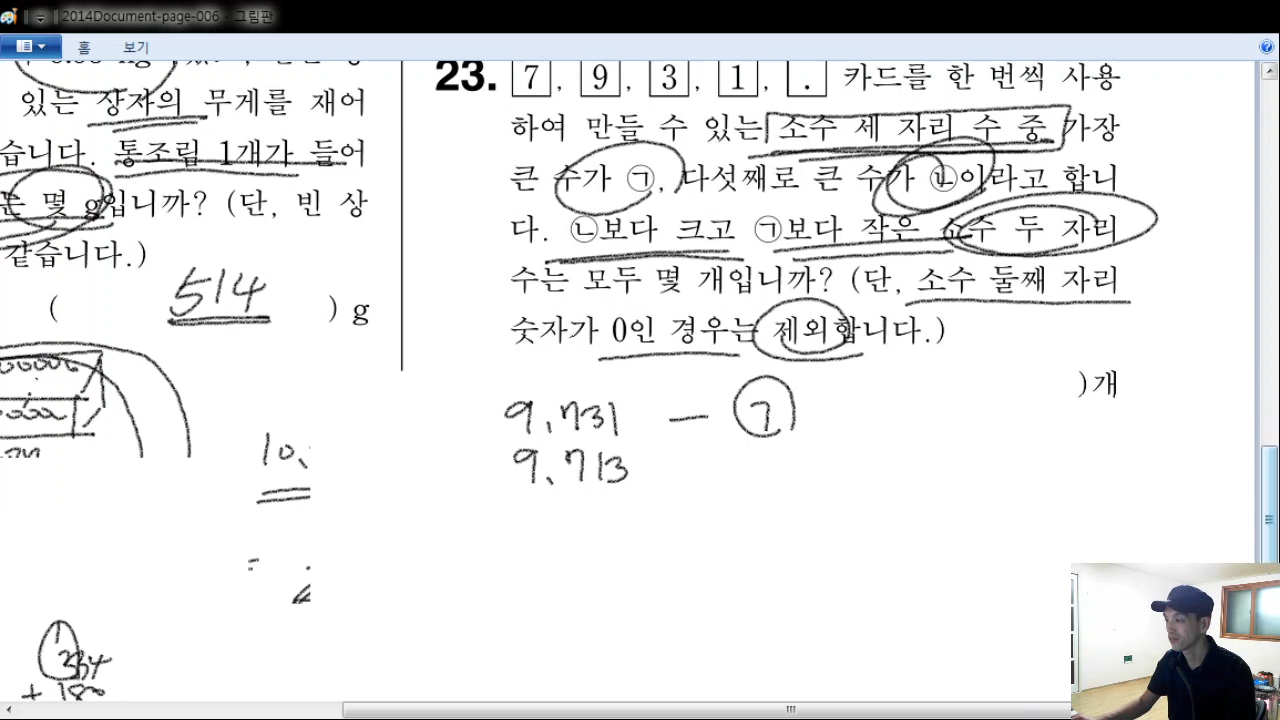 2014Document-page-006 - 그림판
홈 보기
있는 상자의 무게를 재어
습니다. 통조림 1개가 들어
는 몇 g입니까? (단, 빈 상
같습니다.)
( 514 ) g
23. 7, 9, 3, 1, . 카드를 한 번씩 사용
하여 만들 수 있는 소수 세 자리 수 중 가장
큰 수가 ㉠, 다섯째로 큰 수가 ㉡이라고 합니
다. ㉡보다 크고 ㉠보다 작은 소수 두 자리
수는 모두 몇 개입니까? (단, 소수 둘째 자리
숫자가 0인 경우는 제외합니다.)
)개
9.731 - ㉠
9.713
10.
234
+ 180